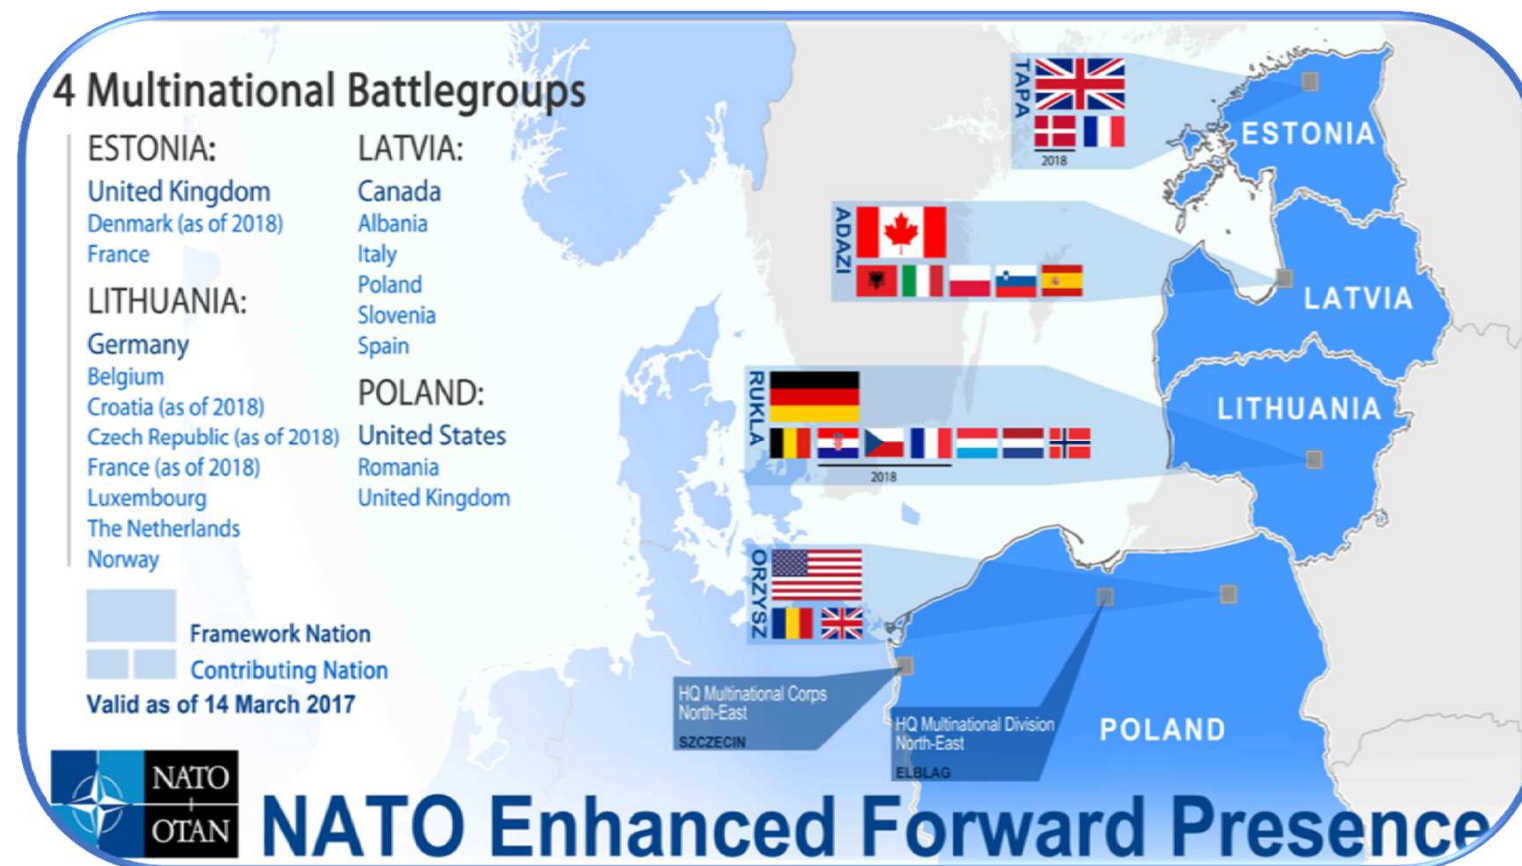 4 Multinational Battlegroups
ESTONIA:
United Kingdom
Denmark (as of 2018)
France
LITHUANIA:
Germany
Belgium
Croatia (as of 2018)
Czech Republic (as of 2018)
France (as of 2018)
Luxembourg
The Netherlands
Norway
LATVIA:
Canada
Albania
Italy
Poland
Slovenia
Spain
POLAND:
United States
Romania
United Kingdom
Framework Nation
Contributing Nation
Valid as of 14 March 2017
TAPA
2018
ESTONIA
ADAZI
LATVIA
RUKLA
2018
LITHUANIA
ORZYSZ
HQ Multinational Corps
North-East
SZCZECIN
HQ Multinational Division
North-East
ELBLAG
POLAND
NATO
OTAN
NATO Enhanced Forward Presence